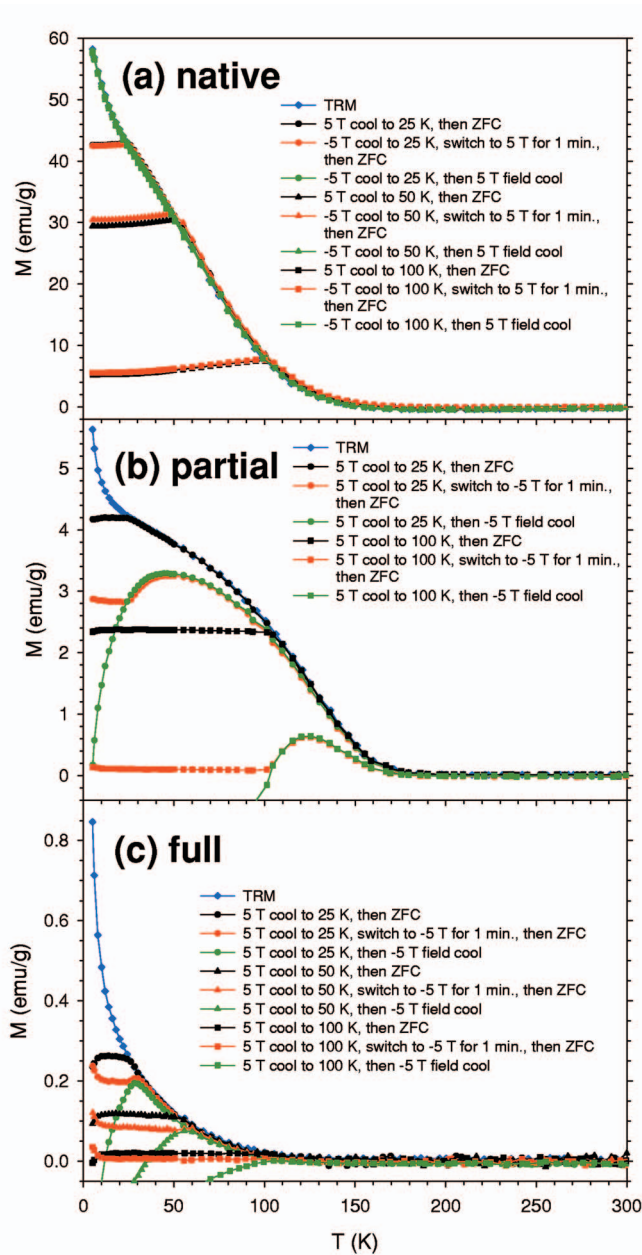 60
50
40
30
20
10
0
M (emu/g)
(a) native
TRM
5 T cool to 25 K, then ZFC
-5 T cool to 25 K, switch to 5 T for 1 min.,
then ZFC
-5 T cool to 25 K, then 5 T field cool
5 T cool to 50 K, then ZFC
-5 T cool to 50 K, switch to 5 T for 1 min.,
then ZFC
-5 T cool to 50 K, then 5 T field cool
5 T cool to 100 K, then ZFC
-5 T cool to 100 K, switch to 5 T for 1 min.,
then ZFC
-5 T cool to 100 K, then 5 T field cool
5
4
3
2
1
0
M (emu/g)
(b) partial
TRM
5 T cool to 25 K, then ZFC
5 T cool to 25 K, switch to -5 T for 1 min.,
then ZFC
5 T cool to 25 K, then -5 T field cool
5 T cool to 100 K, then ZFC
5 T cool to 100 K, switch to -5 T for 1 min.,
then ZFC
5 T cool to 100 K, then -5 T field cool
0.8
0.6
0.4
0.2
0.0
M (emu/g)
(c) full
TRM
5 T cool to 25 K, then ZFC
5 T cool to 25 K, switch to -5 T for 1 min., then ZFC
5 T cool to 25 K, then -5 T field cool
5 T cool to 50 K, then ZFC
5 T cool to 50 K, switch to -5 T for 1 min., then ZFC
5 T cool to 50 K, then -5 T field cool
5 T cool to 100 K, then ZFC
5 T cool to 100 K, switch to -5 T for 1 min., then ZFC
5 T cool to 100 K, then -5 T field cool
0 50 100 150 200 250 300
T (K)